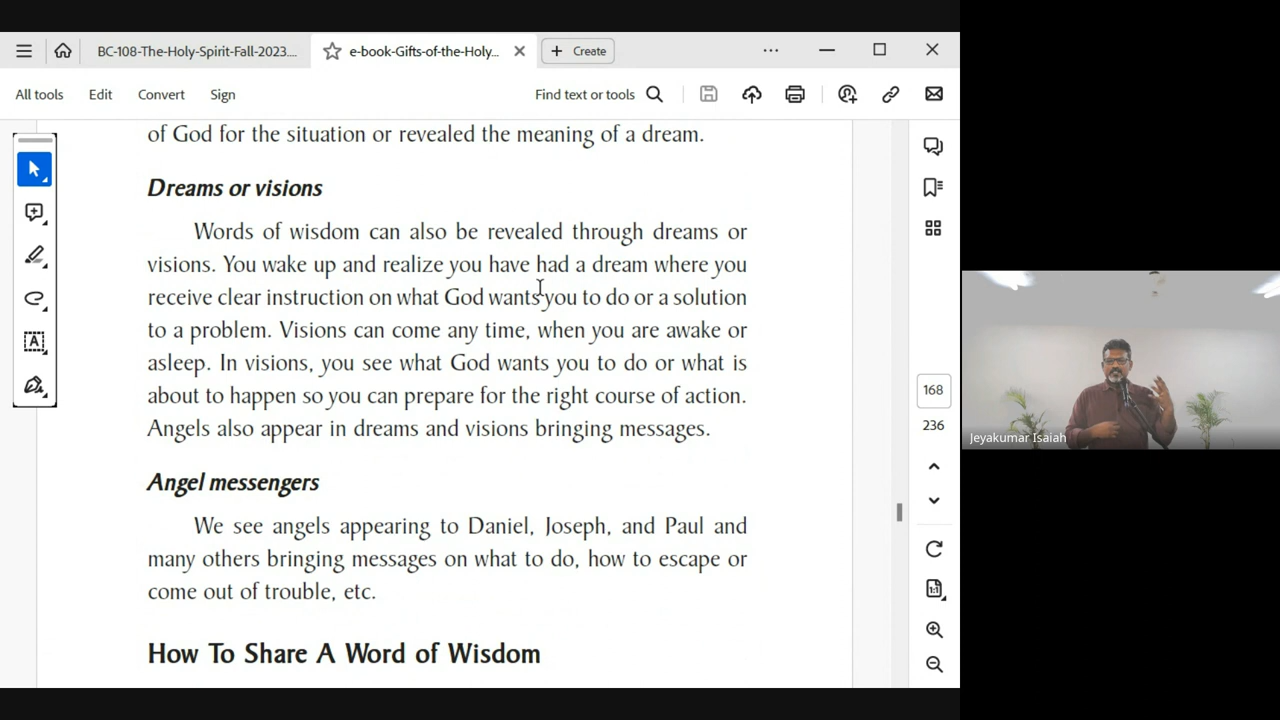 BC-108-The-Holy-Spirit-Fall-2023....
e-book-Gifts-of-the-Holy...
Create
All tools
Edit
Convert
Sign
Find text or tools
of God for the situation or revealed the meaning of a dream.
Dreams or visions
Words of wisdom can also be revealed through dreams or
visions. You wake up and realize you have had a dream where you
receive clear instruction on what God wants you to do or a solution
to a problem. Visions can come any time, when you are awake or
asleep. In visions, you see what God wants you to do or what is
about to happen so you can prepare for the right course of action.
Angels also appear in dreams and visions bringing messages.
Angel messengers
We see angels appearing to Daniel, Joseph, and Paul and
many others bringing messages on what to do, how to escape or
come out of trouble, etc.
How To Share A Word of Wisdom
168
236
1:1
Jeyakumar Isaiah